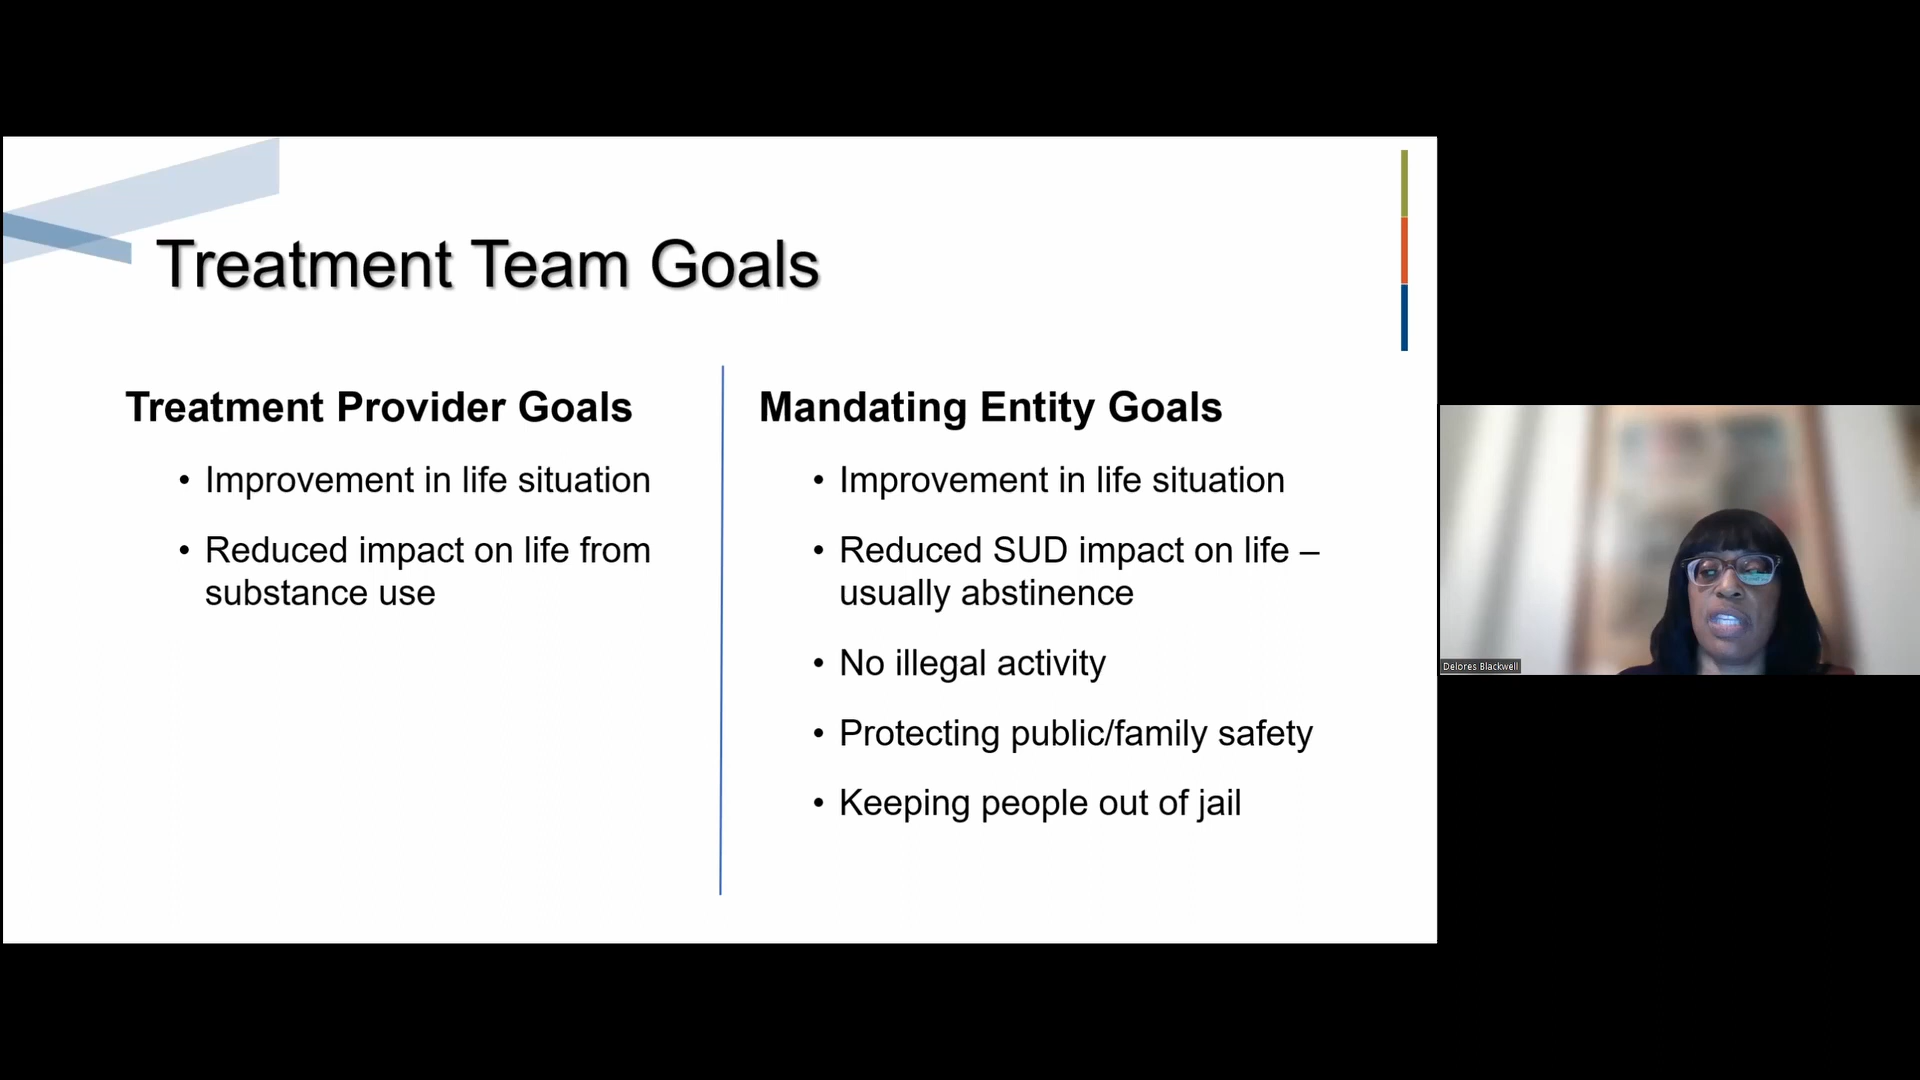 Treatment Team Goals
Treatment Provider Goals
• Improvement in life situation
• Reduced impact on life from
substance use
Mandating Entity Goals
• Improvement in life situation
• Reduced SUD impact on life –
usually abstinence
• No illegal activity
• Protecting public/family safety
• Keeping people out of jail
Delores Blackwell